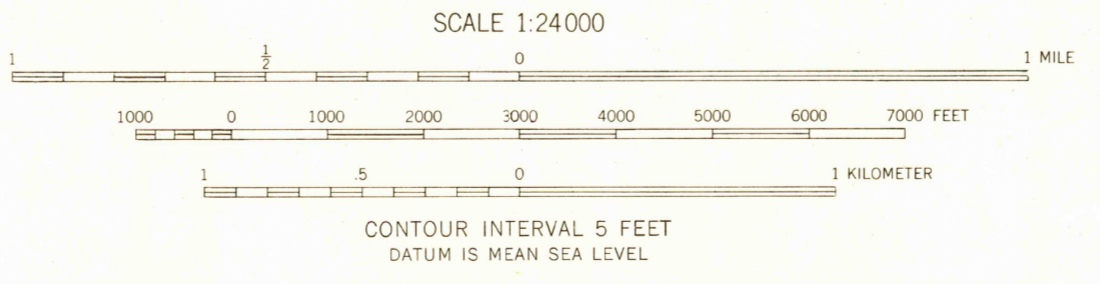 SCALE 1:24000
1 1/2 0 1 MILE
1000 0 1000 2000 3000 4000 5000 6000 7000 FEET
1 .5 0 1 KILOMETER
CONTOUR INTERVAL 5 FEET
DATUM IS MEAN SEA LEVEL